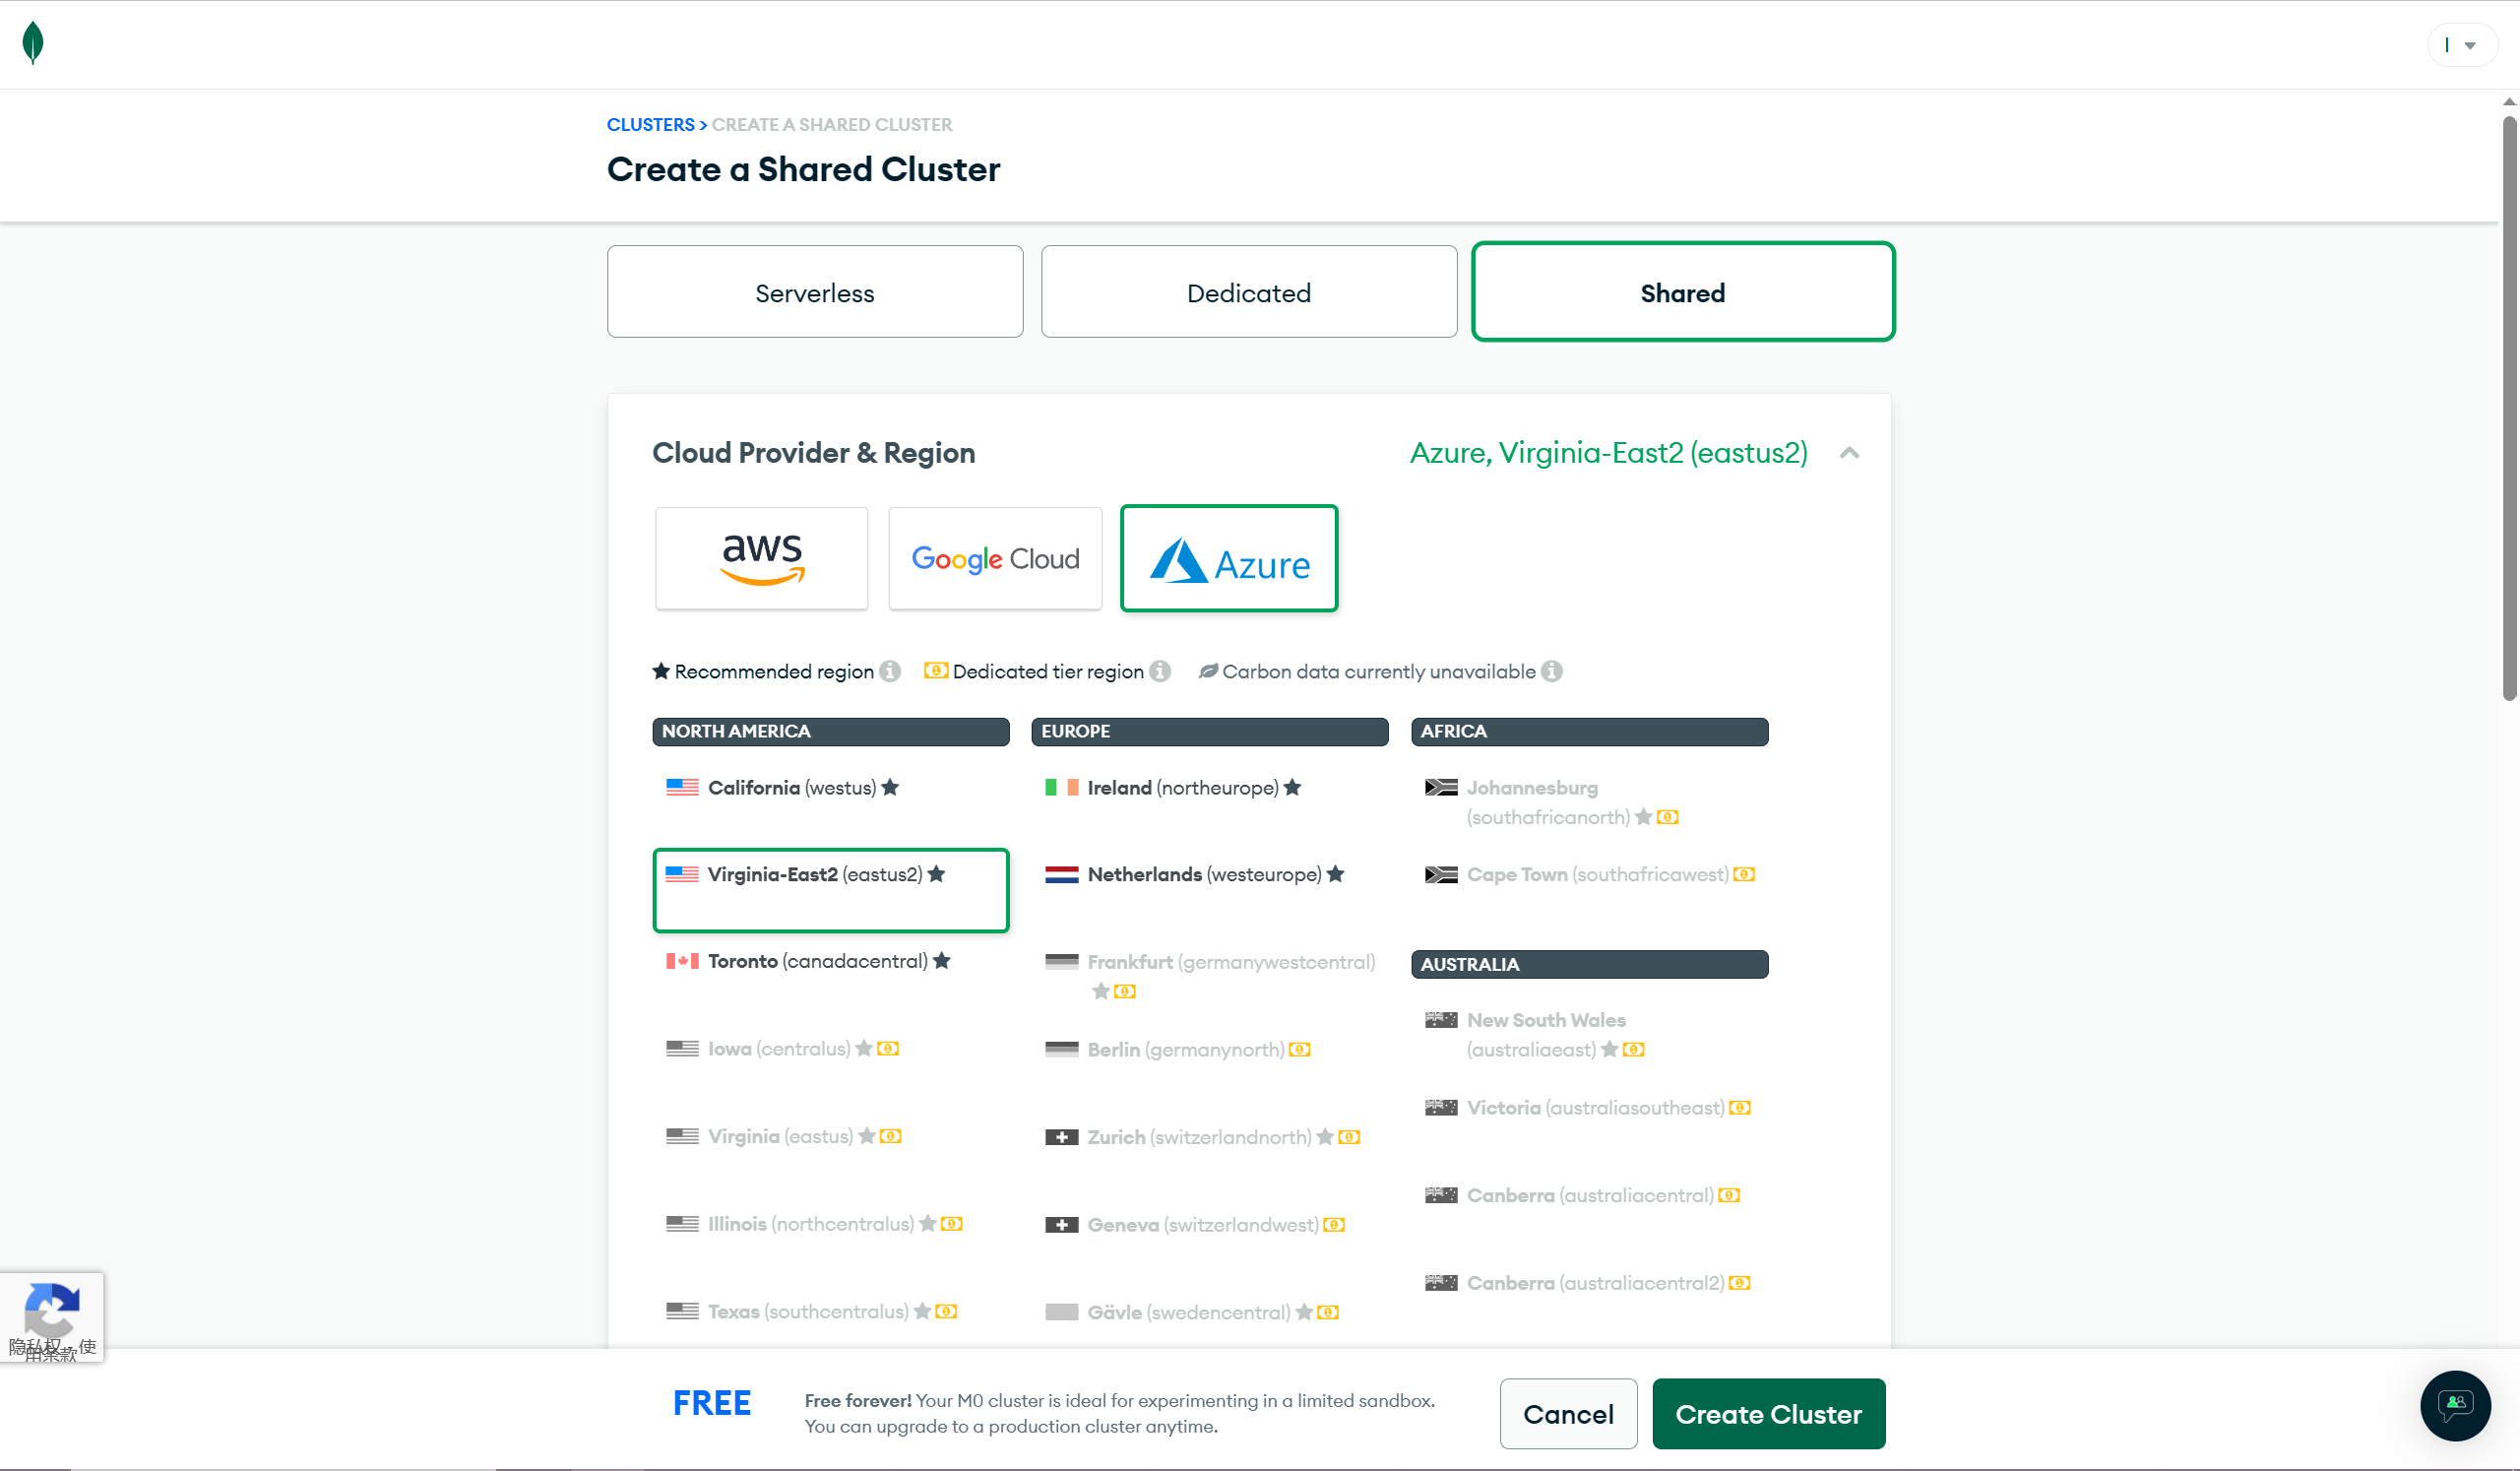 CLUSTERS > CREATE A SHARED CLUSTER
Create a Shared Cluster
Serverless
Dedicated
Shared
Cloud Provider & Region
Azure, Virginia-East2 (eastus2)
aws
Google Cloud
Azure
Recommended region
Dedicated tier region
Carbon data currently unavailable
NORTH AMERICA
California (westus)
Virginia-East2 (eastus2)
Toronto (canadacentral)
Iowa (centralus)
Virginia (eastus)
Illinois (northcentralus)
Texas (southcentralus)
EUROPE
Ireland (northeurope)
Netherlands (westeurope)
Frankfurt (germanywestcentral)
Berlin (germanynorth)
Zurich (switzerlandnorth)
Geneva (switzerlandwest)
Gävle (swedencentral)
AFRICA
Johannesburg
(southafricanorth)
Cape Town (southafricawest)
AUSTRALIA
New South Wales
(australiaeast)
Victoria (australiasoutheast)
Canberra (australiacentral)
Canberra (australiacentral2)
隐私权 - 使
用条款
FREE
Free forever! Your M0 cluster is ideal for experimenting in a limited sandbox.
You can upgrade to a production cluster anytime.
Cancel
Create Cluster